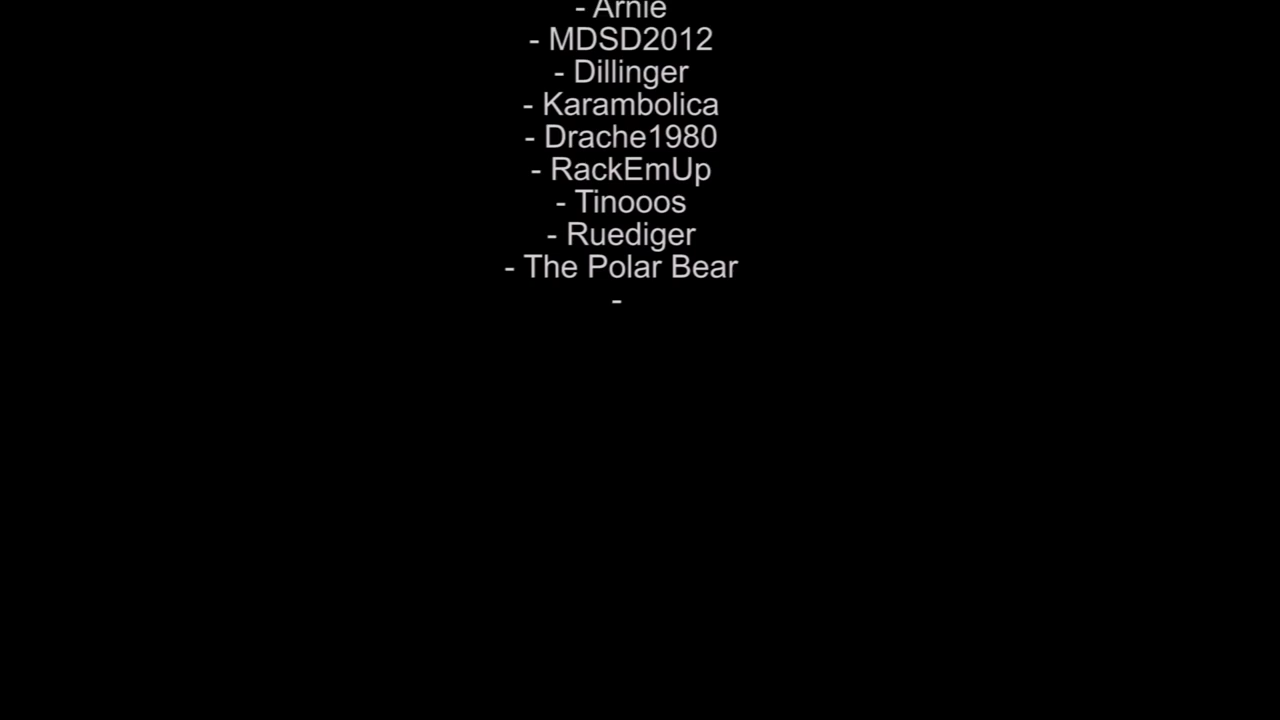 - Arnie
- MDSD2012
- Dillinger
- Karambolica
- Drache1980
- RackEmUp
- Tinooos
- Ruediger
- The Polar Bear
-